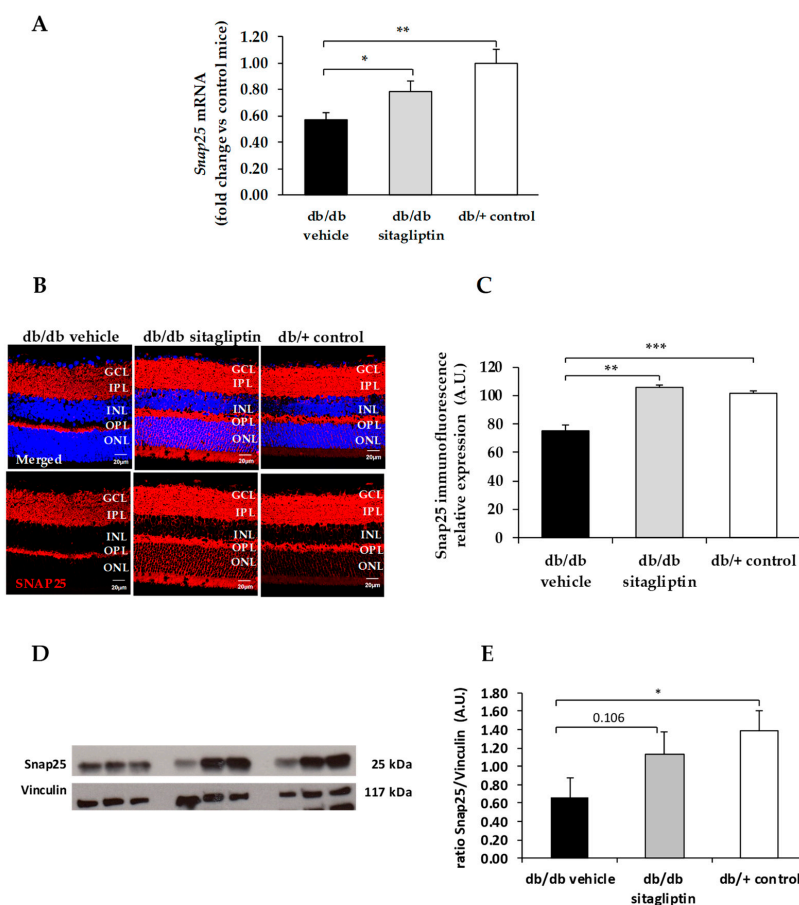 A
Snap25 mRNA
(fold change vs control mice)
1.20
1.00
0.80
0.60
0.40
0.20
0.00
**
*
db/db
vehicle
db/db
sitagliptin
db/+ control
B
db/db vehicle
db/db sitagliptin
db/+ control
GCL
IPL
INL
OPL
ONL
Merged
20µm
GCL
IPL
INL
OPL
ONL
20µm
GCL
IPL
INL
OPL
ONL
20µm
GCL
IPL
INL
OPL
ONL
SNAP25
20µm
GCL
IPL
INL
OPL
ONL
20µm
GCL
IPL
INL
OPL
ONL
20µm
C
Snap25 immunofluorescence
relative expression (A.U.)
120
100
80
60
40
20
0
***
**
db/db
vehicle
db/db
sitagliptin
db/+ control
D
Snap25
25 kDa
Vinculin
117 kDa
E
ratio Snap25/Vinculin (A.U.)
1.80
1.60
1.40
1.20
1.00
0.80
0.60
0.40
0.20
0.00
*
0.106
db/db vehicle
db/db
sitagliptin
db/+ control